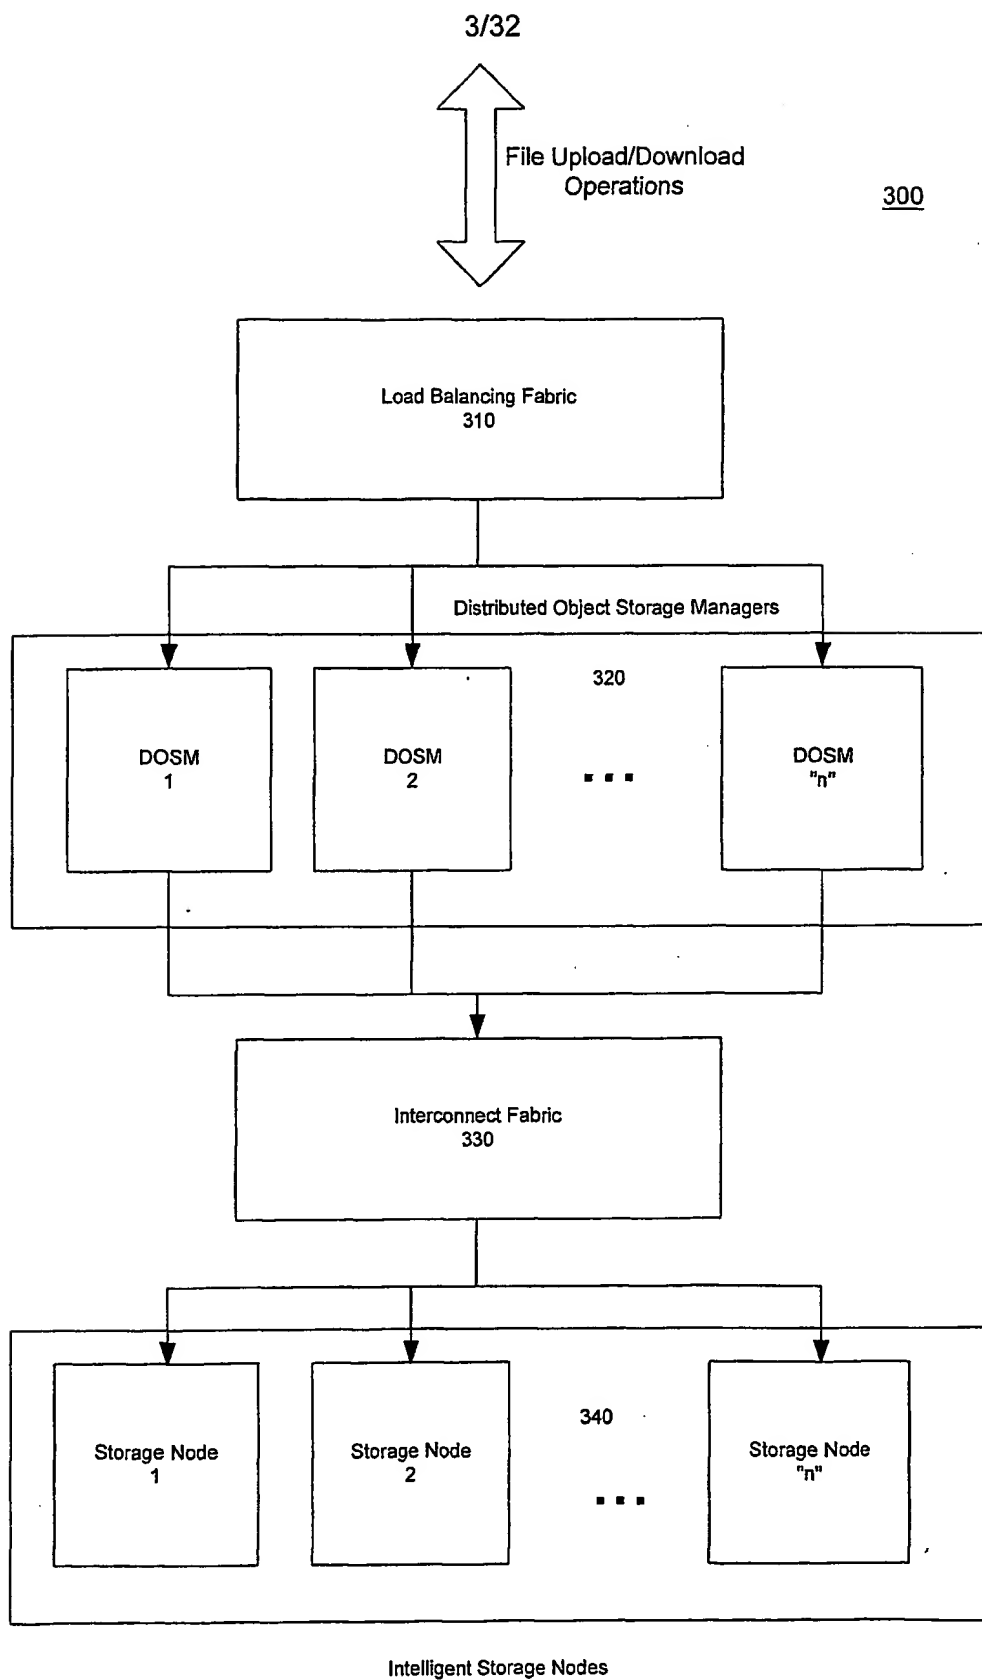 3/32
File Upload/Download
Operations
300
Load Balancing Fabric
310
Distributed Object Storage Managers
320
DOSM
1
DOSM
2
DOSM
"n"
Interconnect Fabric
330
340
Storage Node
1
Storage Node
2
Storage Node
"n"
Intelligent Storage Nodes